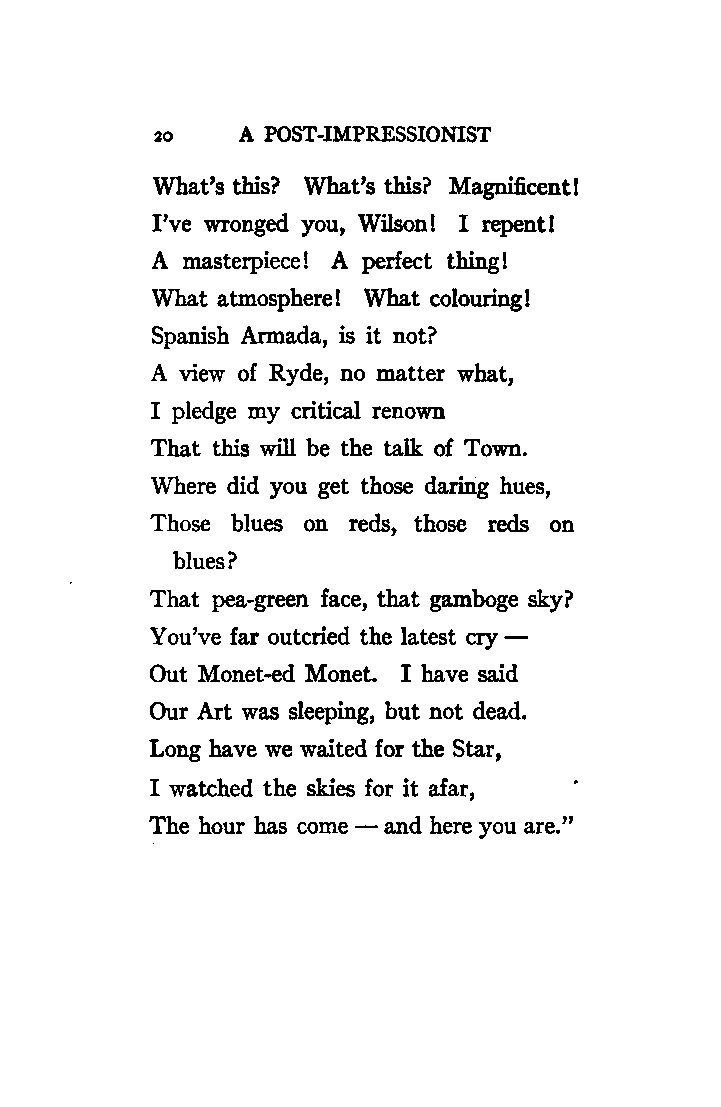 20 A POST-IMPRESSIONIST
What's this? What's this? Magnificent!
I've wronged you, Wilson! I repent!
A masterpiece! A perfect thing!
What atmosphere! What colouring!
Spanish Armada, is it not?
A view of Ryde, no matter what,
I pledge my critical renown
That this will be the talk of Town.
Where did you get those daring hues,
Those blues on reds, those reds on
blues?
That pea-green face, that gamboge sky?
You've far outcried the latest cry —
Out Monet-ed Monet. I have said
Our Art was sleeping, but not dead.
Long have we waited for the Star,
I watched the skies for it afar,
The hour has come — and here you are."